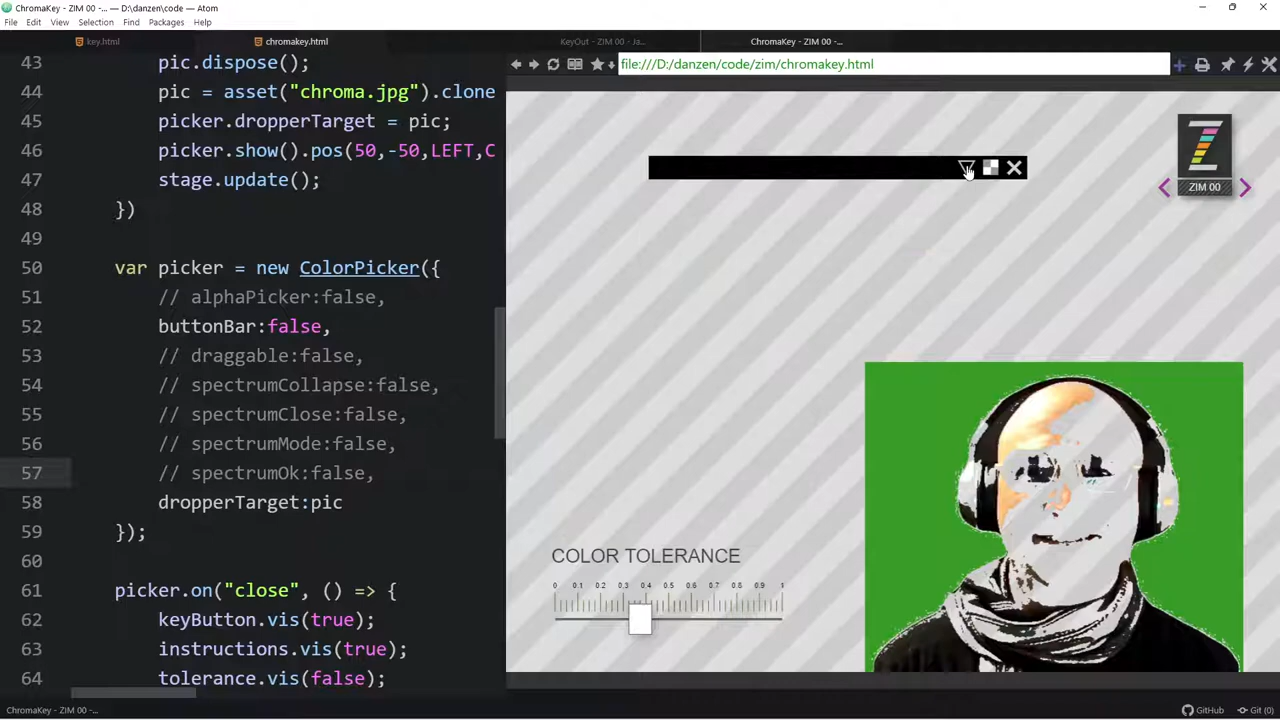 ChromaKey - ZIM 00 -... — D:\danzen\code — Atom
File Edit View Selection Find Packages Help
key.html
chromakey.html
KeyOut - ZIM 00 - Ja...
ChromaKey - ZIM 00 -...
file:///D:/danzen/code/zim/chromakey.html
43 pic.dispose();
44 pic = asset("chroma.jpg").clone
45 picker.dropperTarget = pic;
46 picker.show().pos(50,-50,LEFT,C
47 stage.update();
48 })
49
50 var picker = new ColorPicker({
51 // alphaPicker:false,
52 buttonBar:false,
53 // draggable:false,
54 // spectrumCollapse:false,
55 // spectrumClose:false,
56 // spectrumMode:false,
57 // spectrumOk:false,
58 dropperTarget:pic
59 });
60
61 picker.on("close", () => {
62 keyButton.vis(true);
63 instructions.vis(true);
64 tolerance.vis(false);
ZIM 00
COLOR TOLERANCE
0 0.1 0.2 0.3 0.4 0.5 0.6 0.7 0.8 0.9 1
ChromaKey - ZIM 00 -...
GitHub
Git (0)